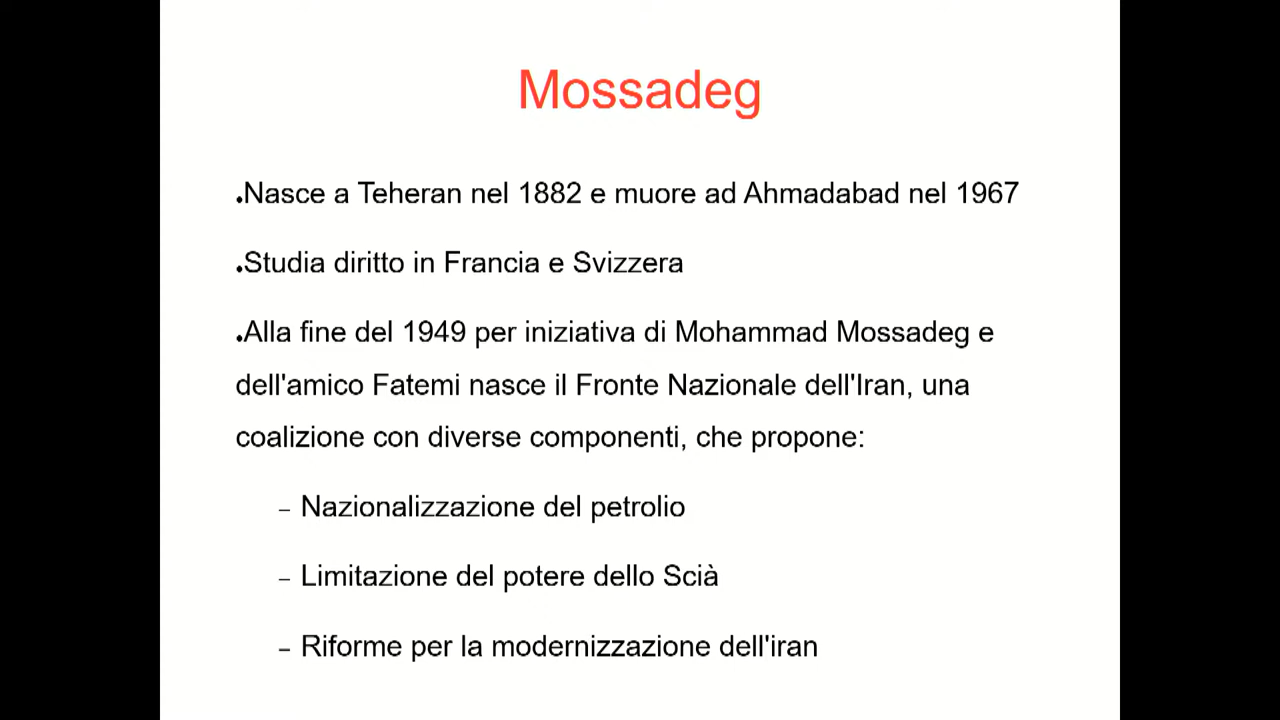 Mossadeg
.Nasce a Teheran nel 1882 e muore ad Ahmadabad nel 1967
.Studia diritto in Francia e Svizzera
.Alla fine del 1949 per iniziativa di Mohammad Mossadeg e
dell'amico Fatemi nasce il Fronte Nazionale dell'Iran, una
coalizione con diverse componenti, che propone:
– Nazionalizzazione del petrolio
– Limitazione del potere dello Scià
– Riforme per la modernizzazione dell'iran